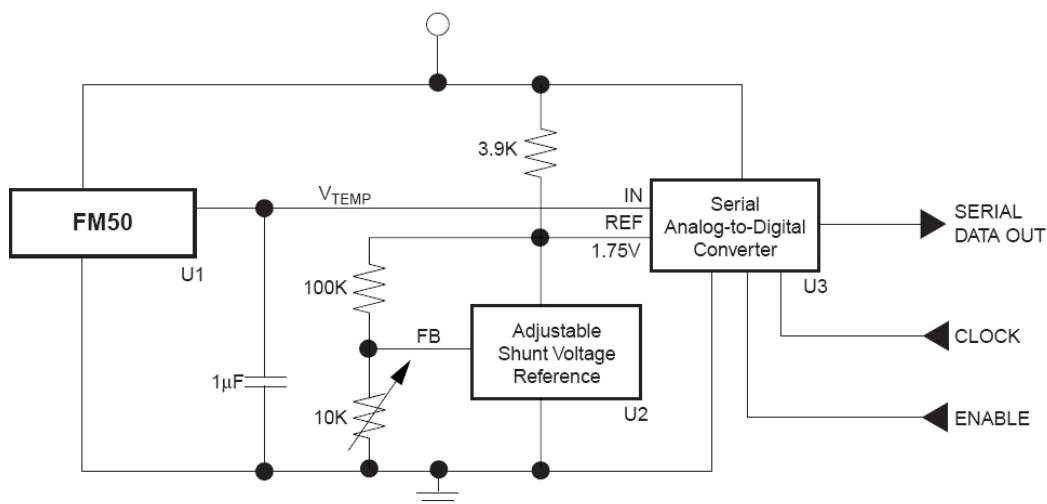 3.9K
FM50
U1
V_TEMP
IN
REF
1.75V
Serial
Analog-to-Digital
Converter
U3
SERIAL
DATA OUT
100K
FB
Adjustable
Shunt Voltage
Reference
U2
CLOCK
1μF
10K
ENABLE